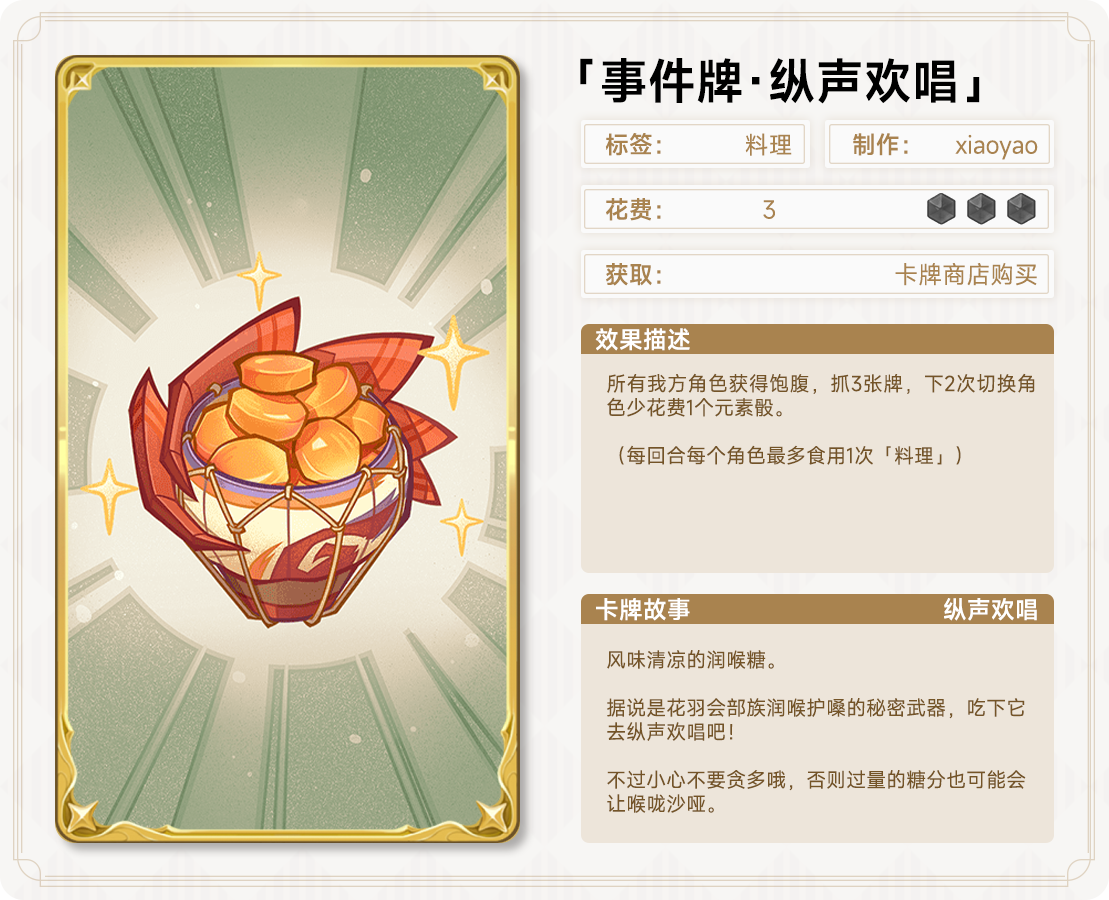 「事件牌·纵声欢唱」
标签： 料理
制作： xiaoyao
花费： 3
获取： 卡牌商店购买
效果描述
所有我方角色获得饱腹，抓3张牌，下2次切换角
色少花费1个元素骰。
（每回合每个角色最多食用1次「料理」）
卡牌故事 纵声欢唱
风味清凉的润喉糖。
据说是花羽会部族润喉护嗓的秘密武器，吃下它
去纵声欢唱吧！
不过小心不要贪多哦，否则过量的糖分也可能会
让喉咙沙哑。